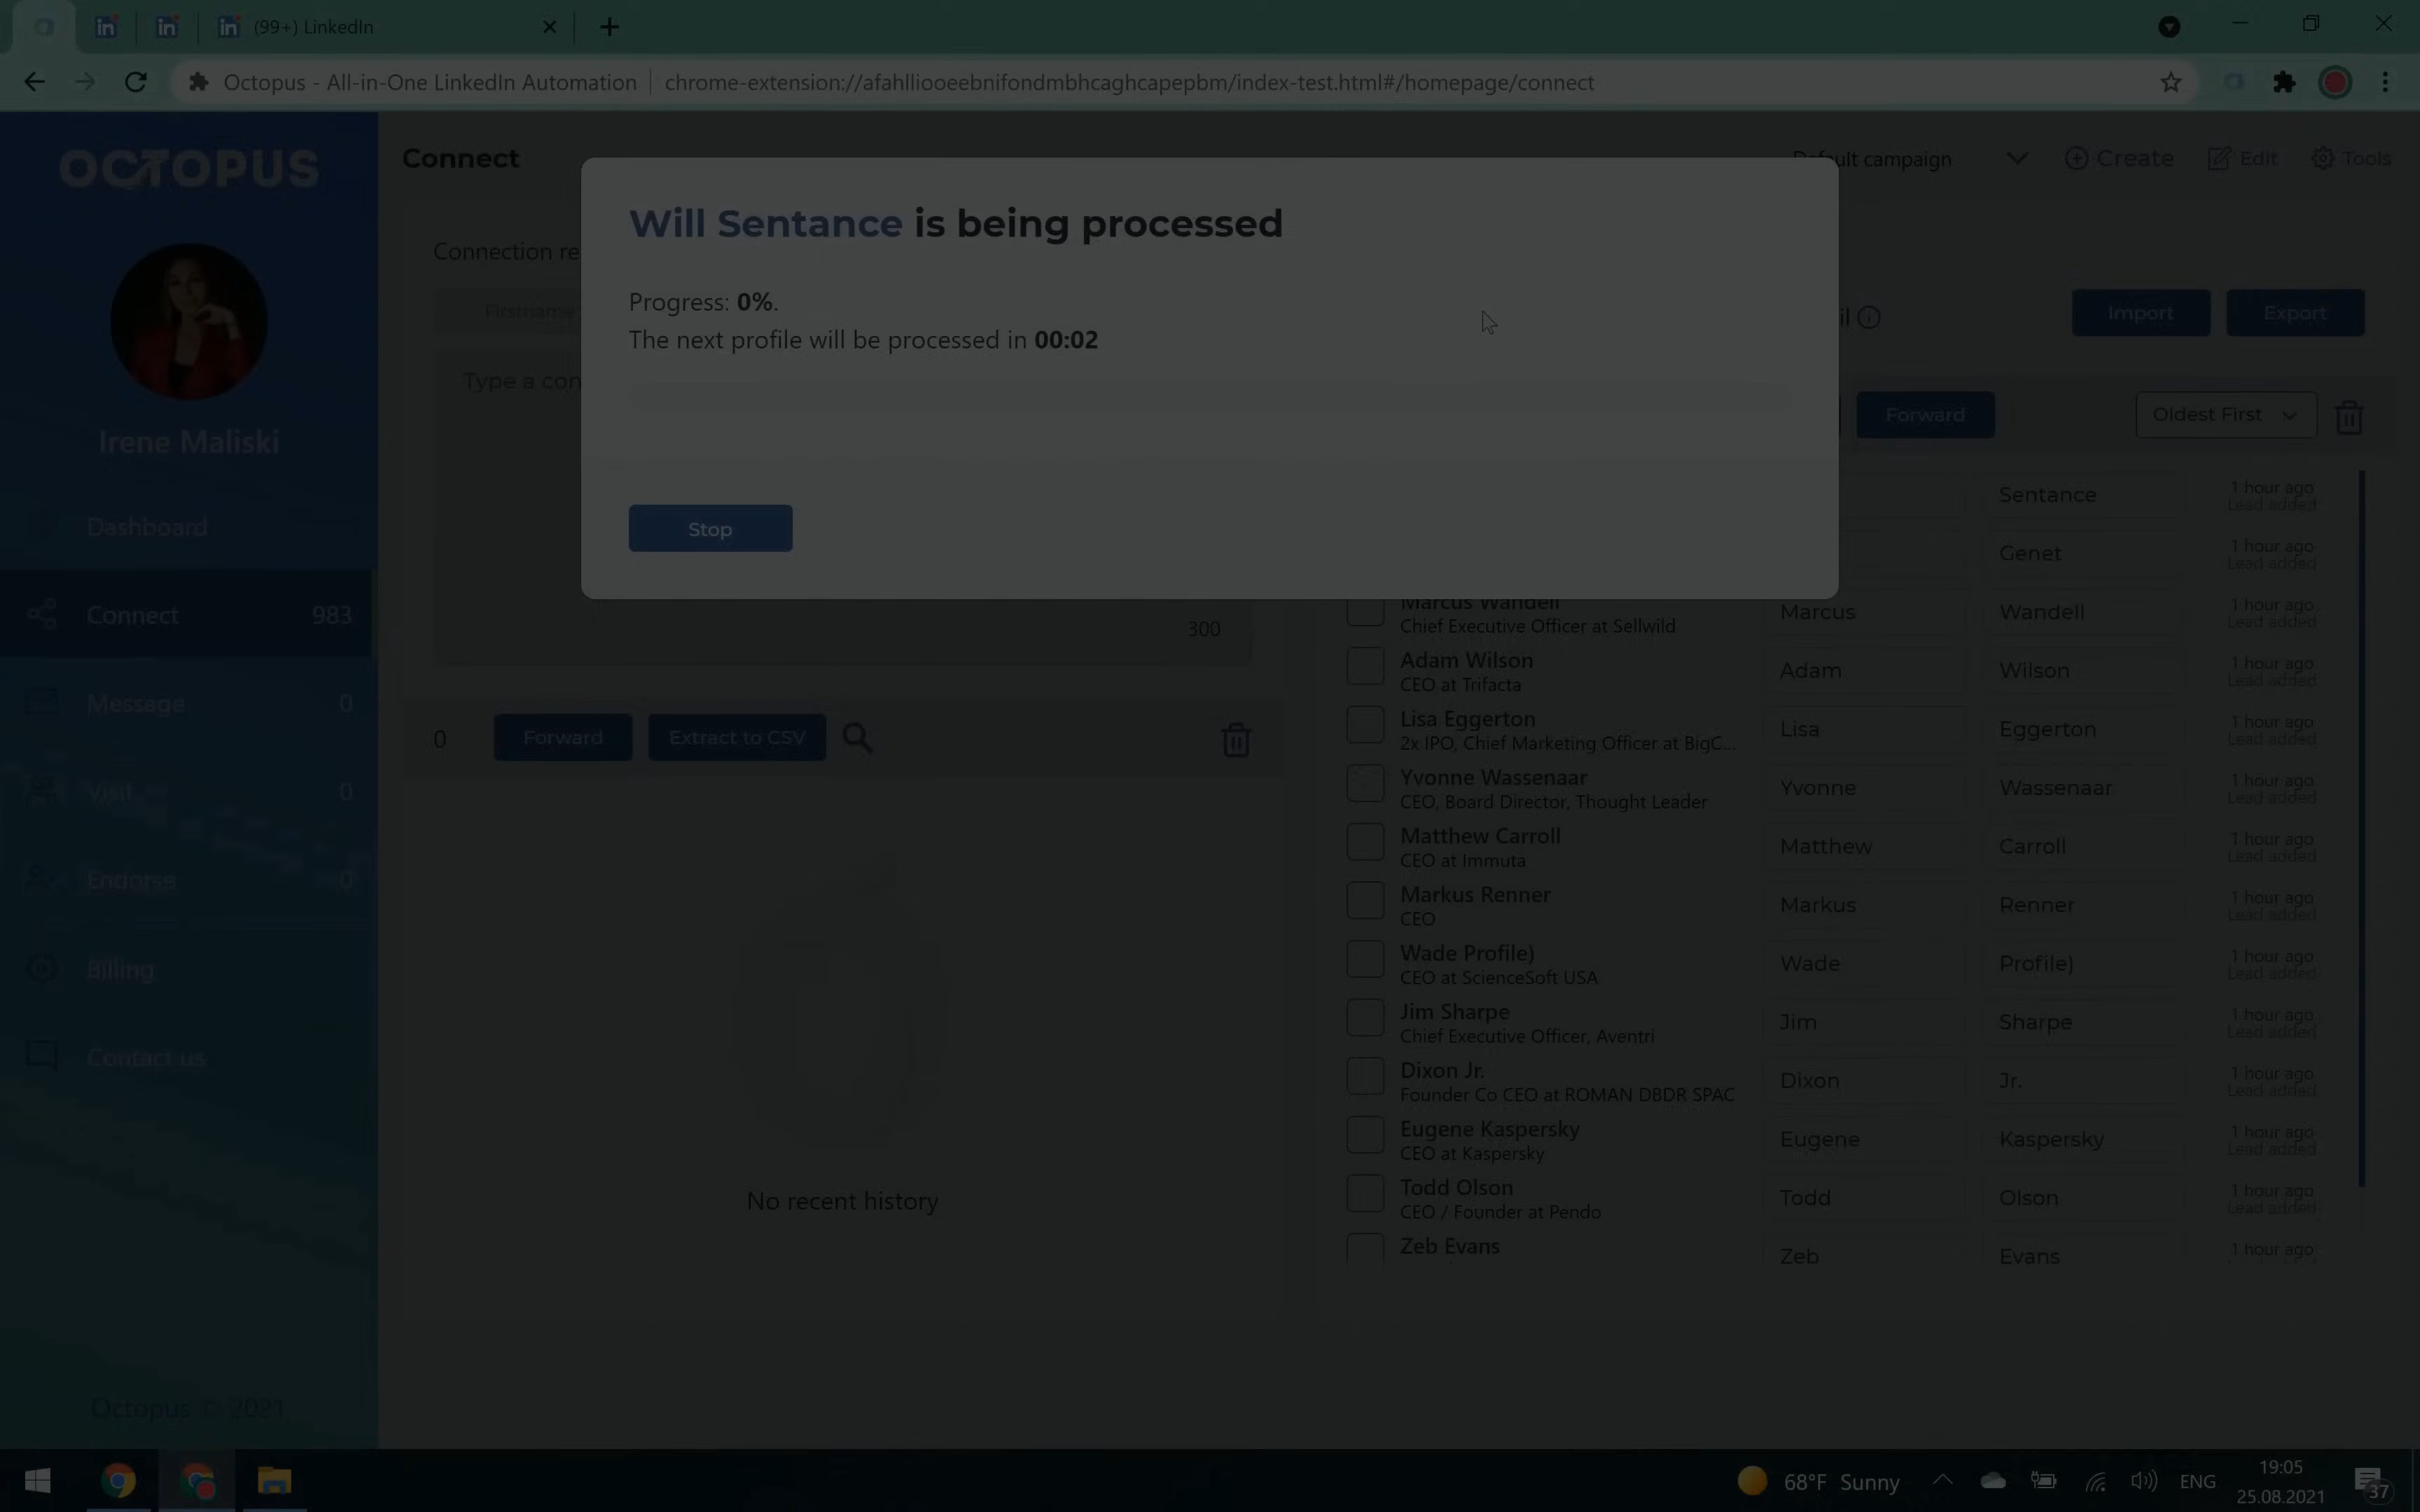 (99+) LinkedIn
Octopus - All-in-One LinkedIn Automation
chrome-extension://afahlliooeebnifondmbhcaghcapepbm/index-test.html#/homepage/connect
OCTOPUS
Irene Maliski
Dashboard
Connect 983
Message 0
Visit 0
Endorse 0
Billing
Contact us
Octopus © 2021
Connect
Default campaign
Create
Edit
Tools
Connection re
Firstname
Type a con
300
Will Sentance is being processed
Progress: 0%.
The next profile will be processed in 00:02
Stop
Import
Export
Forward
Oldest First
0
Forward
Extract to CSV
No recent history
Sentance 1 hour ago
Lead added
Genet 1 hour ago
Lead added
Marcus Wandell Marcus Wandell 1 hour ago
Chief Executive Officer at Sellwild Lead added
Adam Wilson Adam Wilson 1 hour ago
CEO at Trifacta Lead added
Lisa Eggerton Lisa Eggerton 1 hour ago
2x IPO, Chief Marketing Officer at BigC... Lead added
Yvonne Wassenaar Yvonne Wassenaar 1 hour ago
CEO, Board Director, Thought Leader Lead added
Matthew Carroll Matthew Carroll 1 hour ago
CEO at Immuta Lead added
Markus Renner Markus Renner 1 hour ago
CEO Lead added
Wade Profile) Wade Profile) 1 hour ago
CEO at ScienceSoft USA Lead added
Jim Sharpe Jim Sharpe 1 hour ago
Chief Executive Officer, Aventri Lead added
Dixon Jr. Dixon Jr. 1 hour ago
Founder Co CEO at ROMAN DBDR SPAC Lead added
Eugene Kaspersky Eugene Kaspersky 1 hour ago
CEO at Kaspersky Lead added
Todd Olson Todd Olson 1 hour ago
CEO / Founder at Pendo Lead added
Zeb Evans Zeb Evans 1 hour ago
68°F Sunny
ENG
19:05
25.08.2021
37